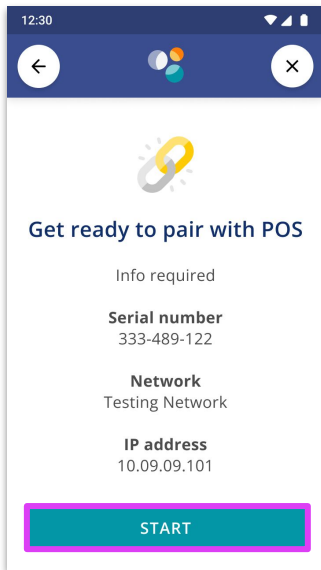 12:30
Get ready to pair with POS
Info required
Serial number
333-489-122
Network
Testing Network
IP address
10.09.09.101
START